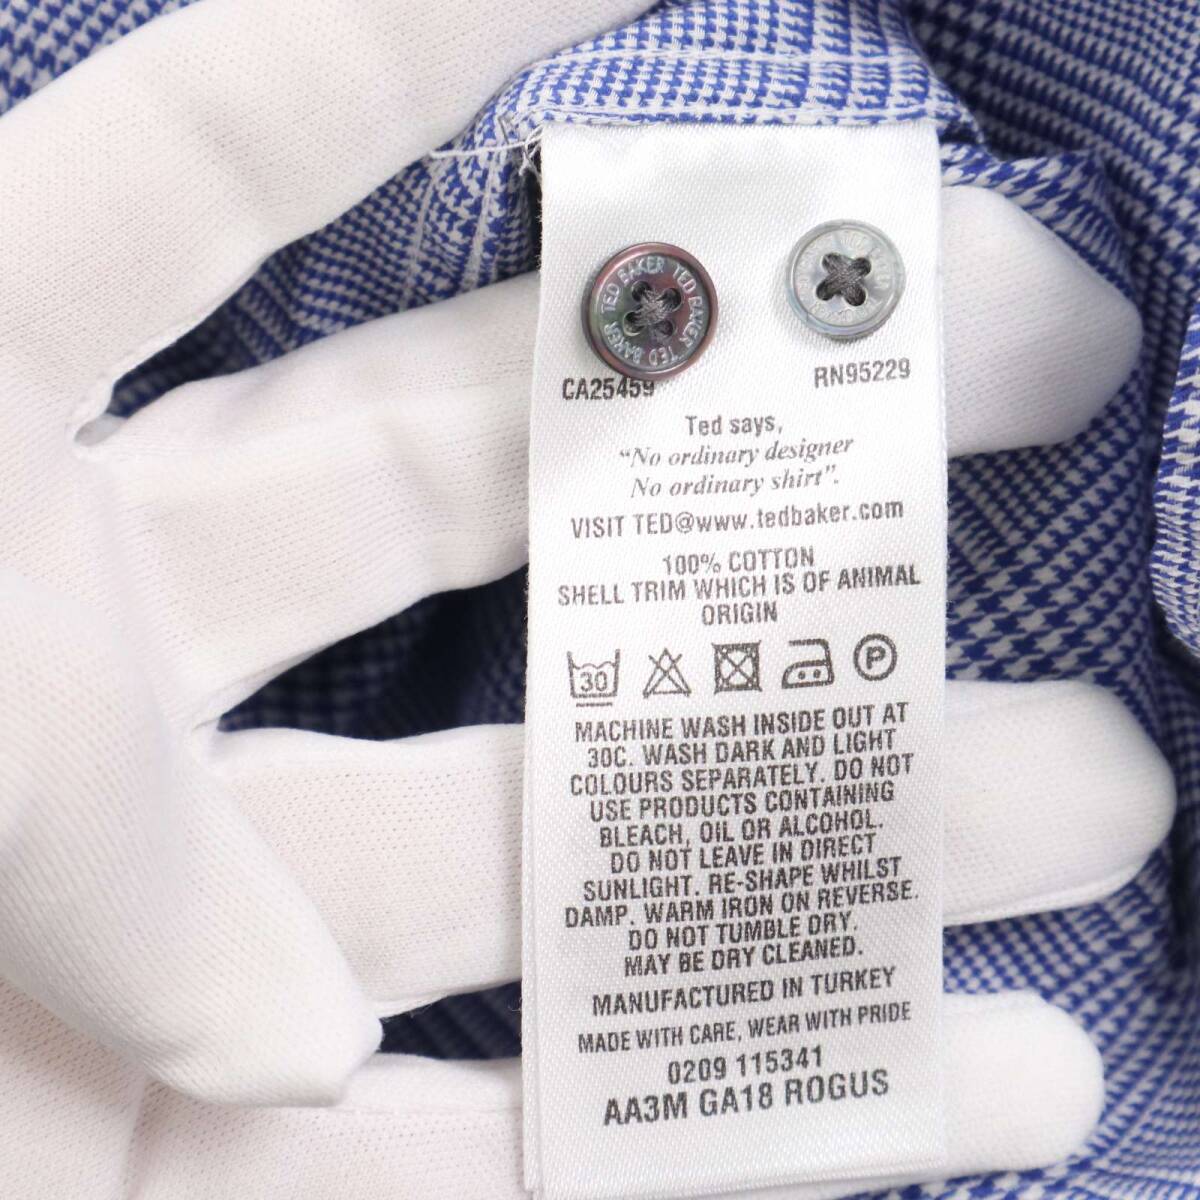 TED BAKER TED BAKER TED BAKER
CA25459
RN95229
Ted says,
“No ordinary designer
No ordinary shirt”.
VISIT TED@www.tedbaker.com
100% COTTON
SHELL TRIM WHICH IS OF ANIMAL
ORIGIN
30
P
MACHINE WASH INSIDE OUT AT
30C. WASH DARK AND LIGHT
COLOURS SEPARATELY. DO NOT
USE PRODUCTS CONTAINING
BLEACH, OIL OR ALCOHOL.
DO NOT LEAVE IN DIRECT
SUNLIGHT. RE-SHAPE WHILST
DAMP. WARM IRON ON REVERSE.
DO NOT TUMBLE DRY.
MAY BE DRY CLEANED.
MANUFACTURED IN TURKEY
MADE WITH CARE, WEAR WITH PRIDE
0209 115341
AA3M GA18 ROGUS